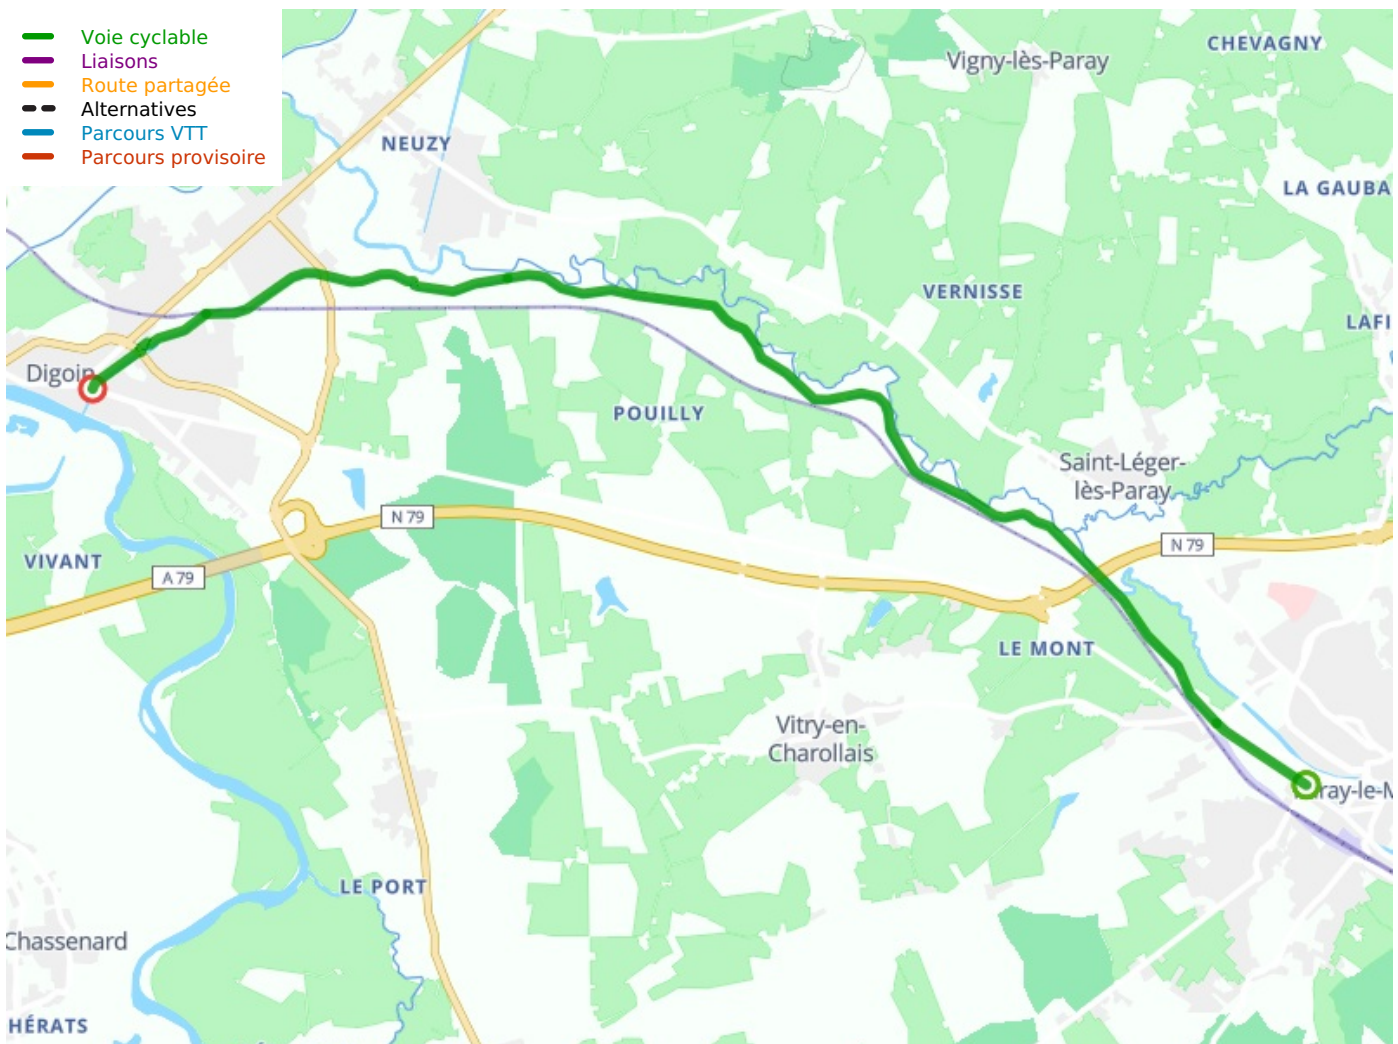 Voie cyclable
Liaisons
Route partagée
Alternatives
Parcours VTT
Parcours provisoire
CHEVAGNY
Vigny-lès-Paray
NEUZY
LA GAUBA
VERNISSE
LAFI
Digoin
POUILLY
Saint-Léger-
lès-Paray
N 79
N 79
VIVANT
A 79
LE MONT
Vitry-en-
Charollais
ray-le-M
LE PORT
Chassenard
HÉRATS